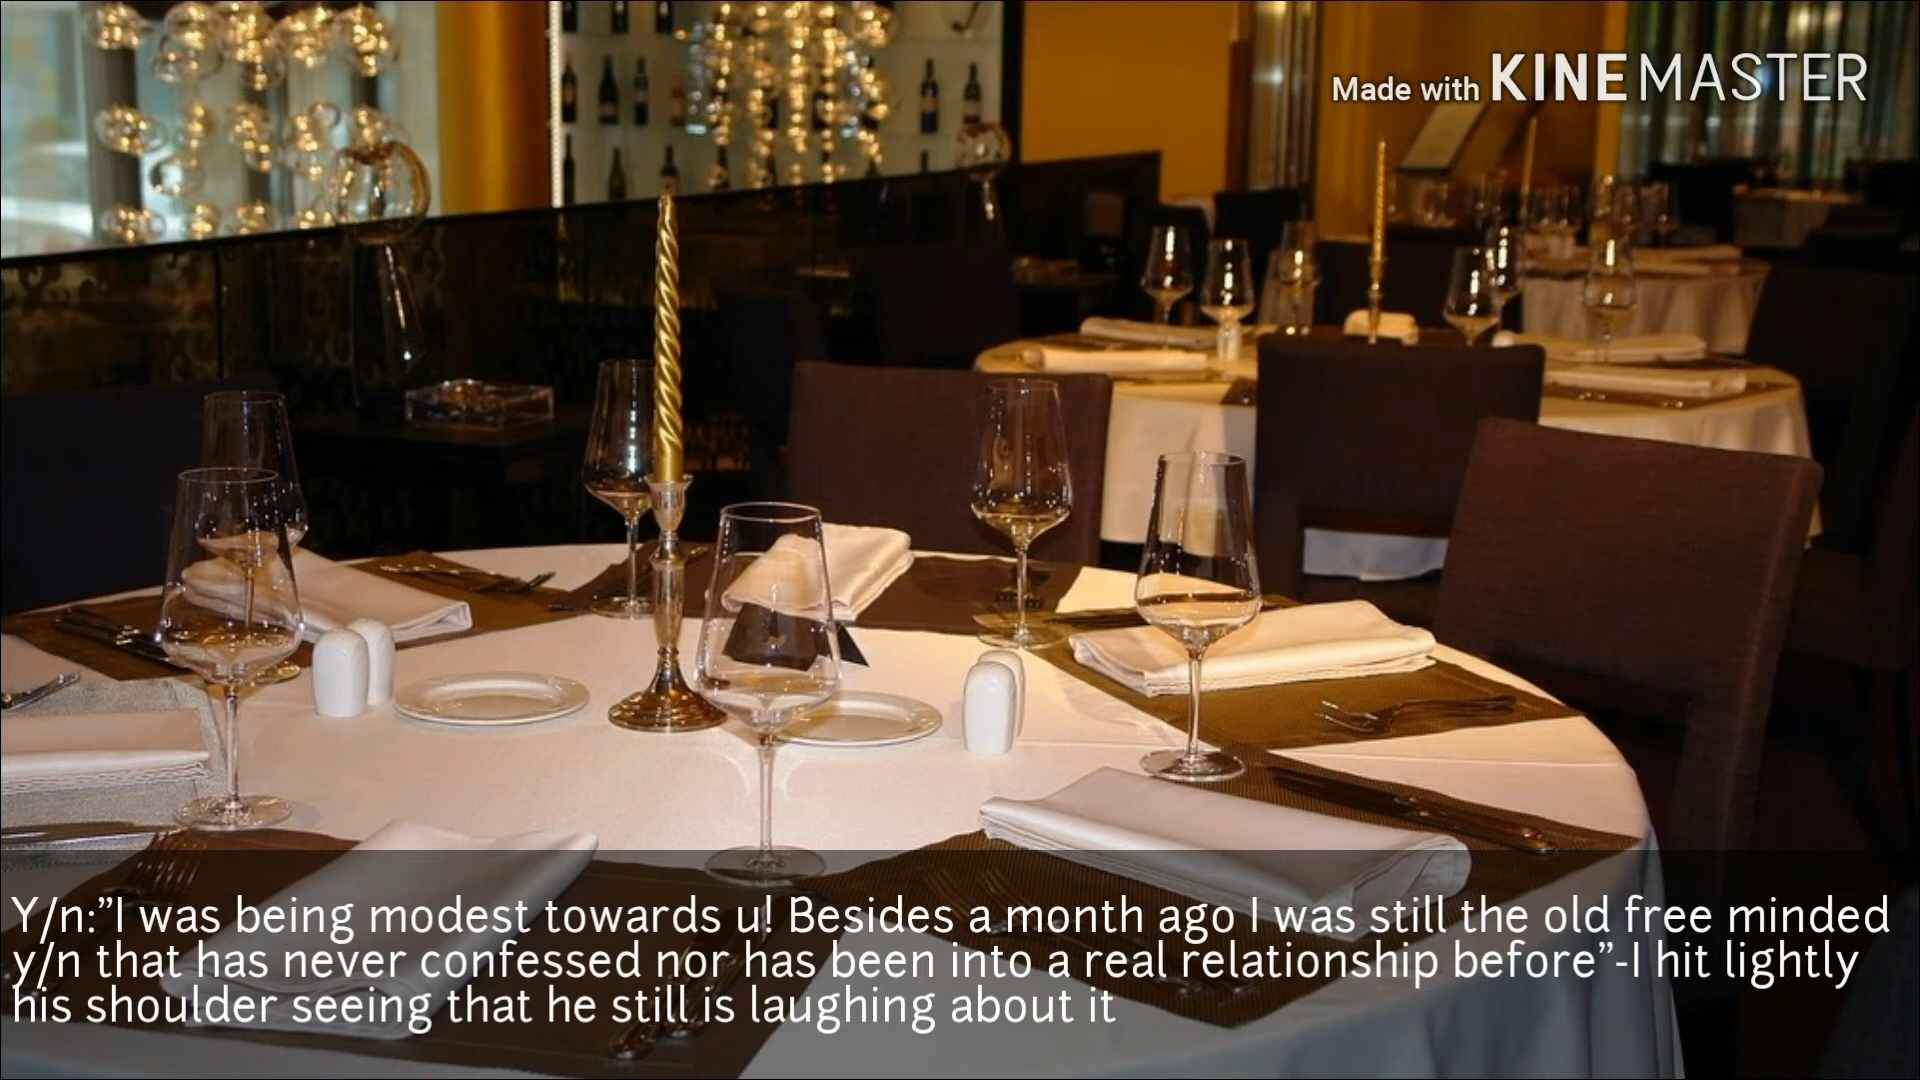 Made with KINEMASTER
Y/n:”I was being modest towards u! Besides a month ago I was still the old free minded
y/n that has never confessed nor has been into a real relationship before”-I hit lightly
his shoulder seeing that he still is laughing about it